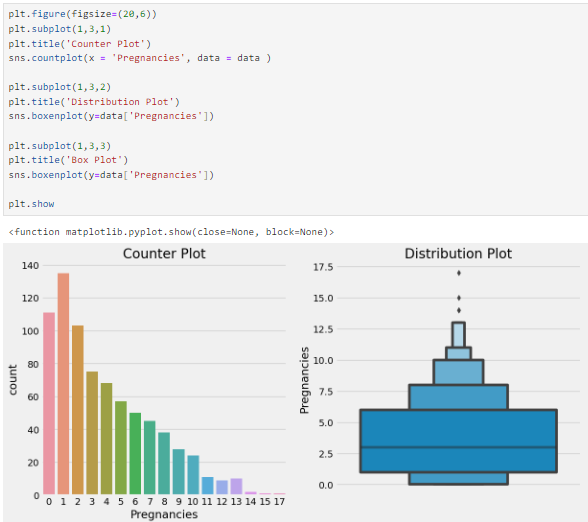 plt.figure(figsize=(20,6))
plt.subplot(1,3,1)
plt.title('Counter Plot')
sns.countplot(x = 'Pregnancies', data = data )
plt.subplot(1,3,2)
plt.title('Distribution Plot')
sns.boxenplot(y=data['Pregnancies'])
plt.subplot(1,3,3)
plt.title('Box Plot')
sns.boxenplot(y=data['Pregnancies'])
plt.show
<function matplotlib.pyplot.show(close=None, block=None)>
Counter Plot
140
120
100
80
60
40
20
0
count
0 1 2 3 4 5 6 7 8 9 10 11 12 13 14 15 17
Pregnancies
Distribution Plot
17.5
15.0
12.5
10.0
7.5
5.0
2.5
0.0
Pregnancies